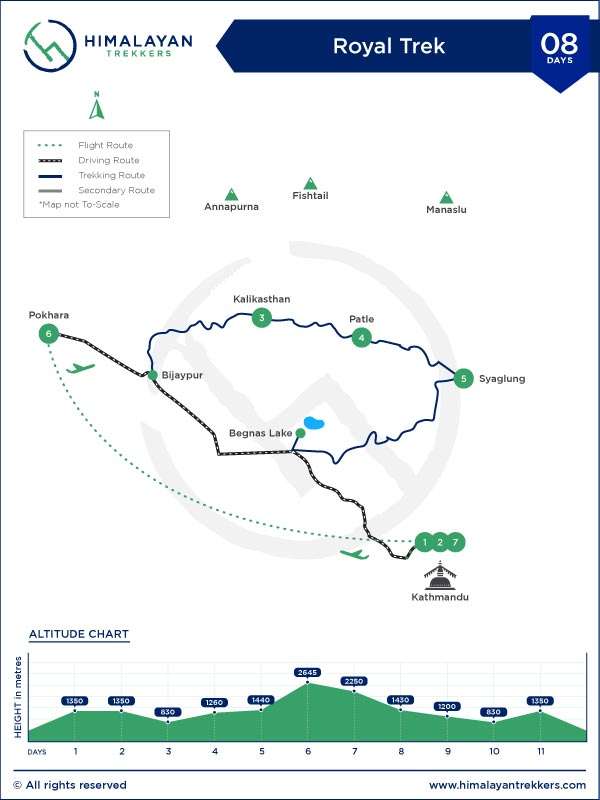 HIMALAYAN
TREKKERS
Royal Trek
08
DAYS
N
Flight Route
Driving Route
Trekking Route
Secondary Route
*Map not To-Scale
Annapurna
Fishtail
Manaslu
Pokhara
6
Kalikasthan
3
Patle
4
Bijaypur
5
Syaglung
Begnas Lake
1 2 7
Kathmandu
ALTITUDE CHART
HEIGHT in metres
1350 1350 830 1260 1440 2645 2250 1430 1200 830 1350
DAYS 1 2 3 4 5 6 7 8 9 10 11
© All rights reserved
www.himalayantrekkers.com